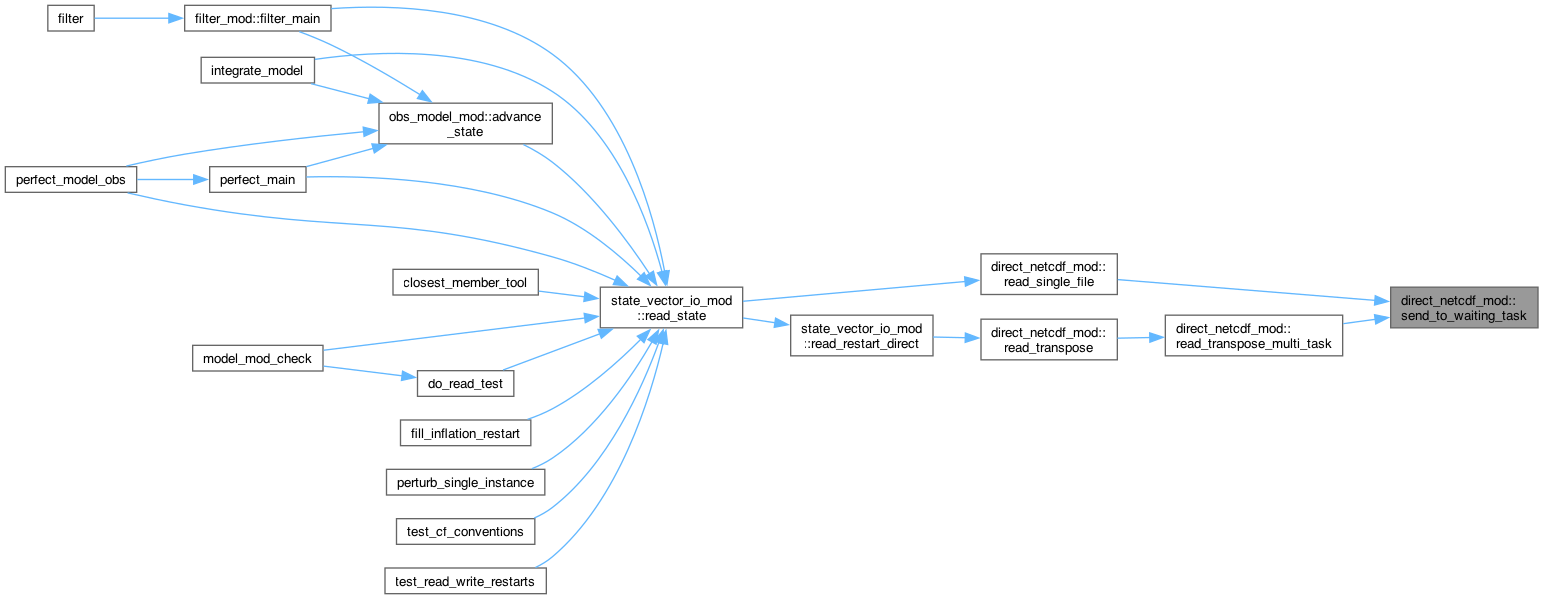 filter
filter_mod::filter_main
integrate_model
obs_model_mod::advance
_state
perfect_model_obs
perfect_main
closest_member_tool
state_vector_io_mod
::read_state
direct_netcdf_mod::
read_single_file
direct_netcdf_mod::
send_to_waiting_task
state_vector_io_mod
::read_restart_direct
direct_netcdf_mod::
read_transpose
direct_netcdf_mod::
read_transpose_multi_task
model_mod_check
do_read_test
fill_inflation_restart
perturb_single_instance
test_cf_conventions
test_read_write_restarts